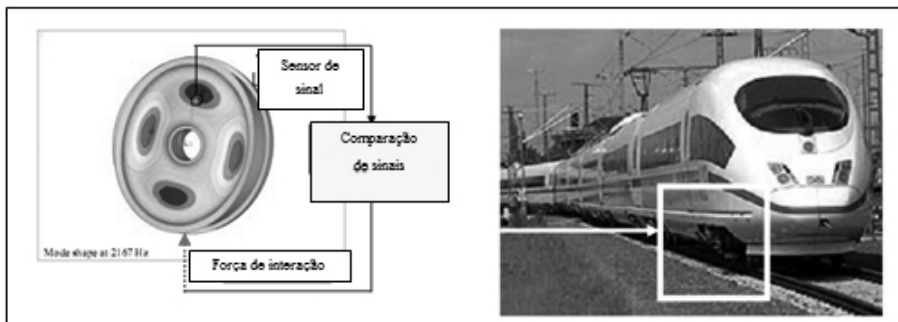 Sensor de
sinal
Comparação
de sinais
Mode shape at 2167 Hz
Força de interação